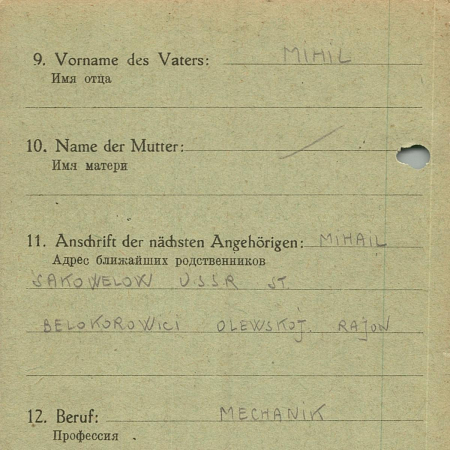 9. Vorname des Vaters: MIHIL
Имя отца
10. Name der Mutter:
Имя матери
11. Anschrift der nächsten Angehörigen: MIHAIL
Адрес ближайших родственников
SAKOWELOW USSR ST.
BELOKOROWICI OLEWSKOJ. RAJON
12. Beruf: MECHANIK
Профессия